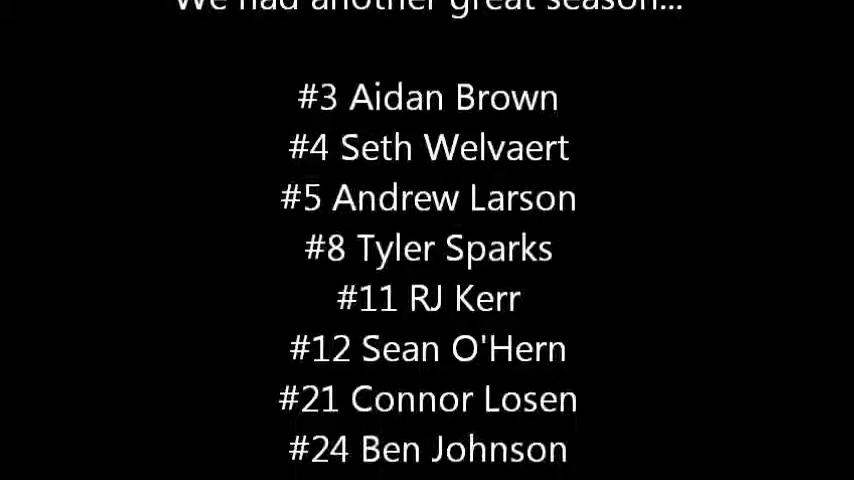 We had another great season...
#3 Aidan Brown
#4 Seth Welvaert
#5 Andrew Larson
#8 Tyler Sparks
#11 RJ Kerr
#12 Sean O'Hern
#21 Connor Losen
#24 Ben Johnson